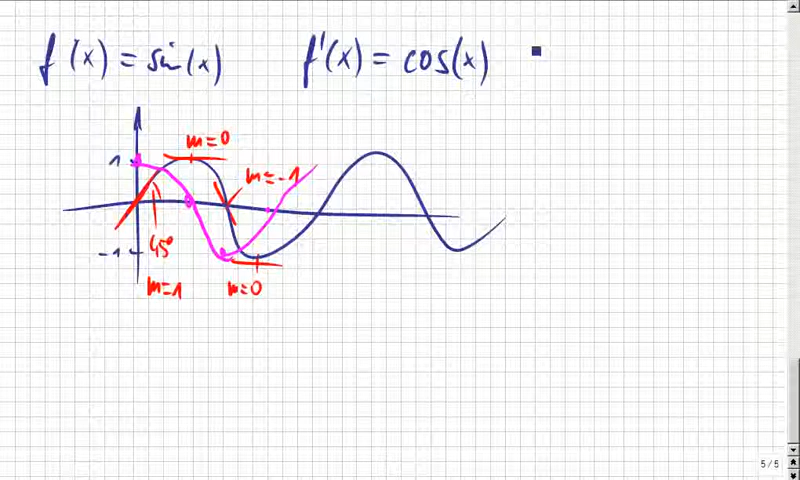 f(x) = sin(x) f'(x) = cos(x)
m=0
1
m=-1
45°
-1
m=1 m=0
5/5